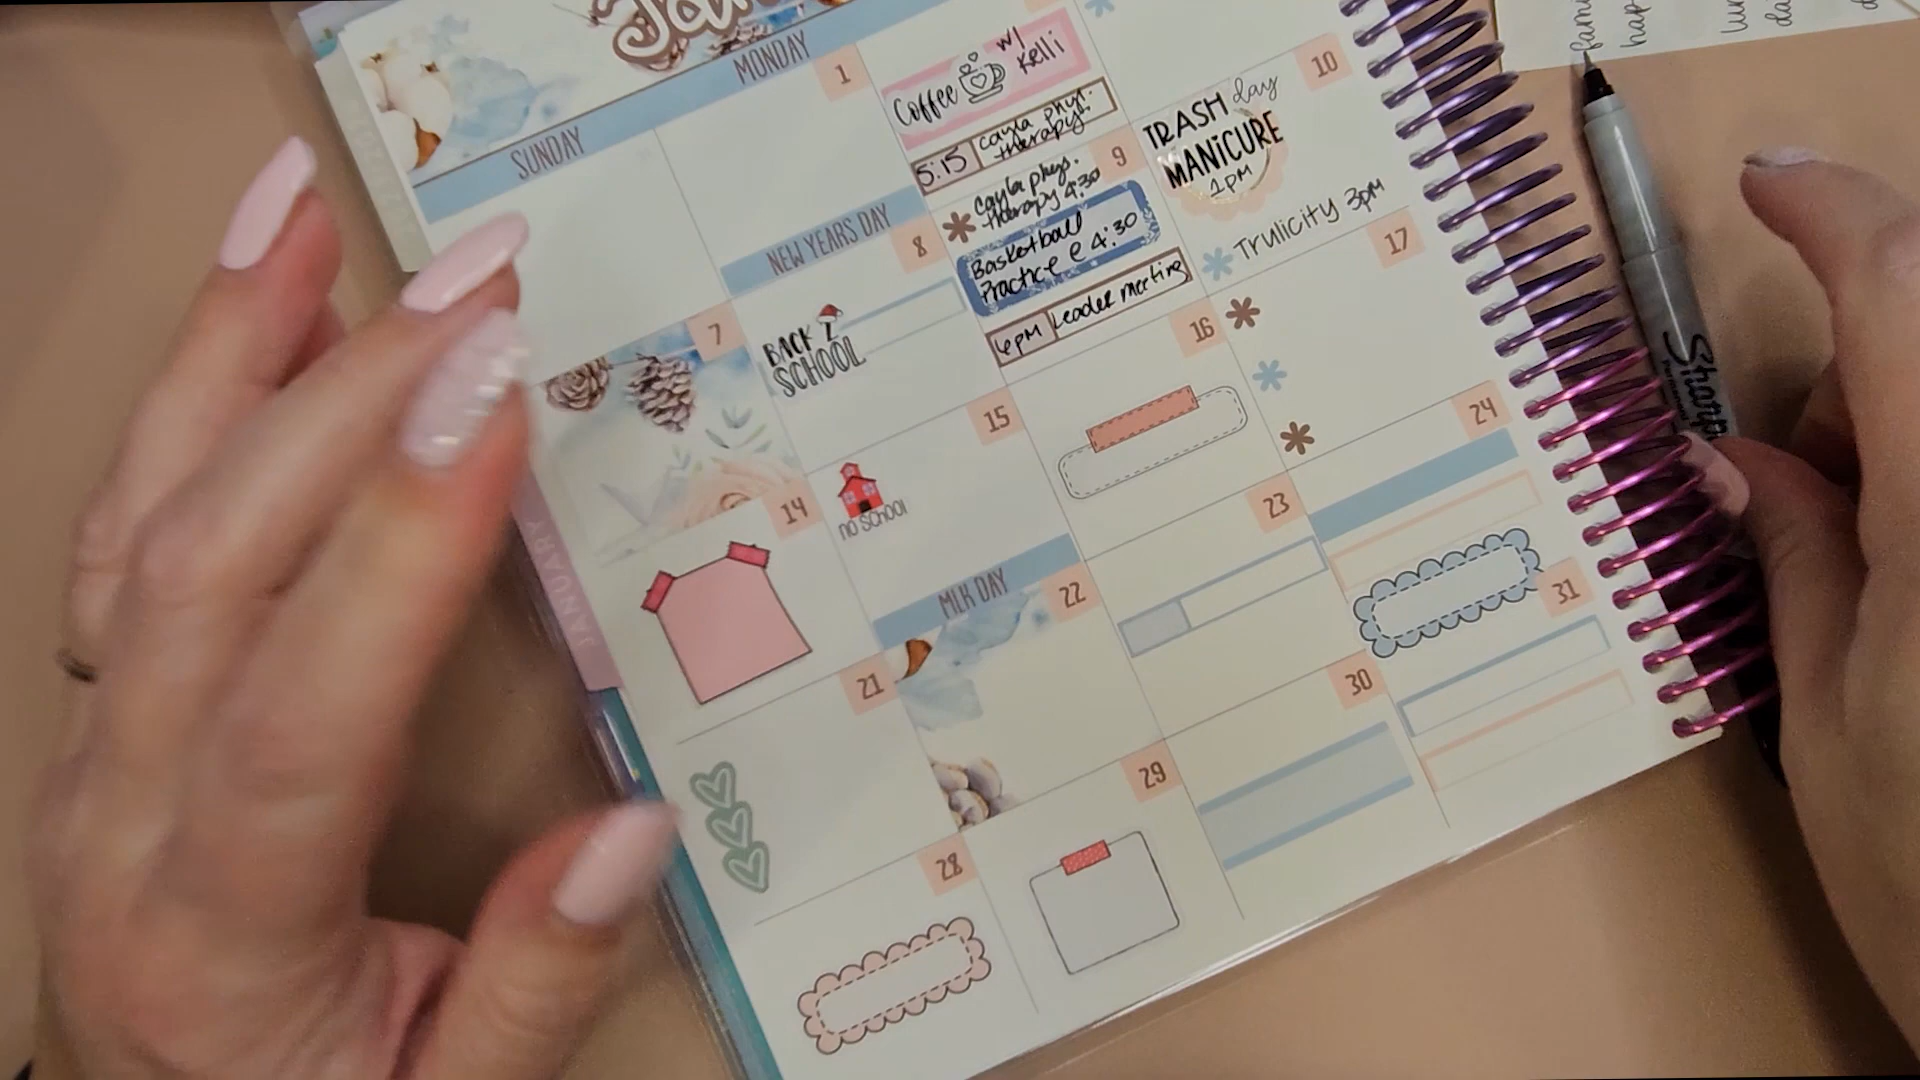 Jan
SUNDAY
MONDAY
1
NEW YEARS DAY
Coffee
w/
Kelli
5:15
cayla phys.
therapy
7
8
BACK 2
SCHOOL
9
cayla phys.
therapy 4:30
Basketball
Practice @ 4:30
6PM
Leader meeting
10
TRASH day
MANICURE
1PM
Trulicity 3PM
14
15
no school
MLK DAY
16
17
21
22
23
24
28
29
30
31
JANUARY
Sharpie